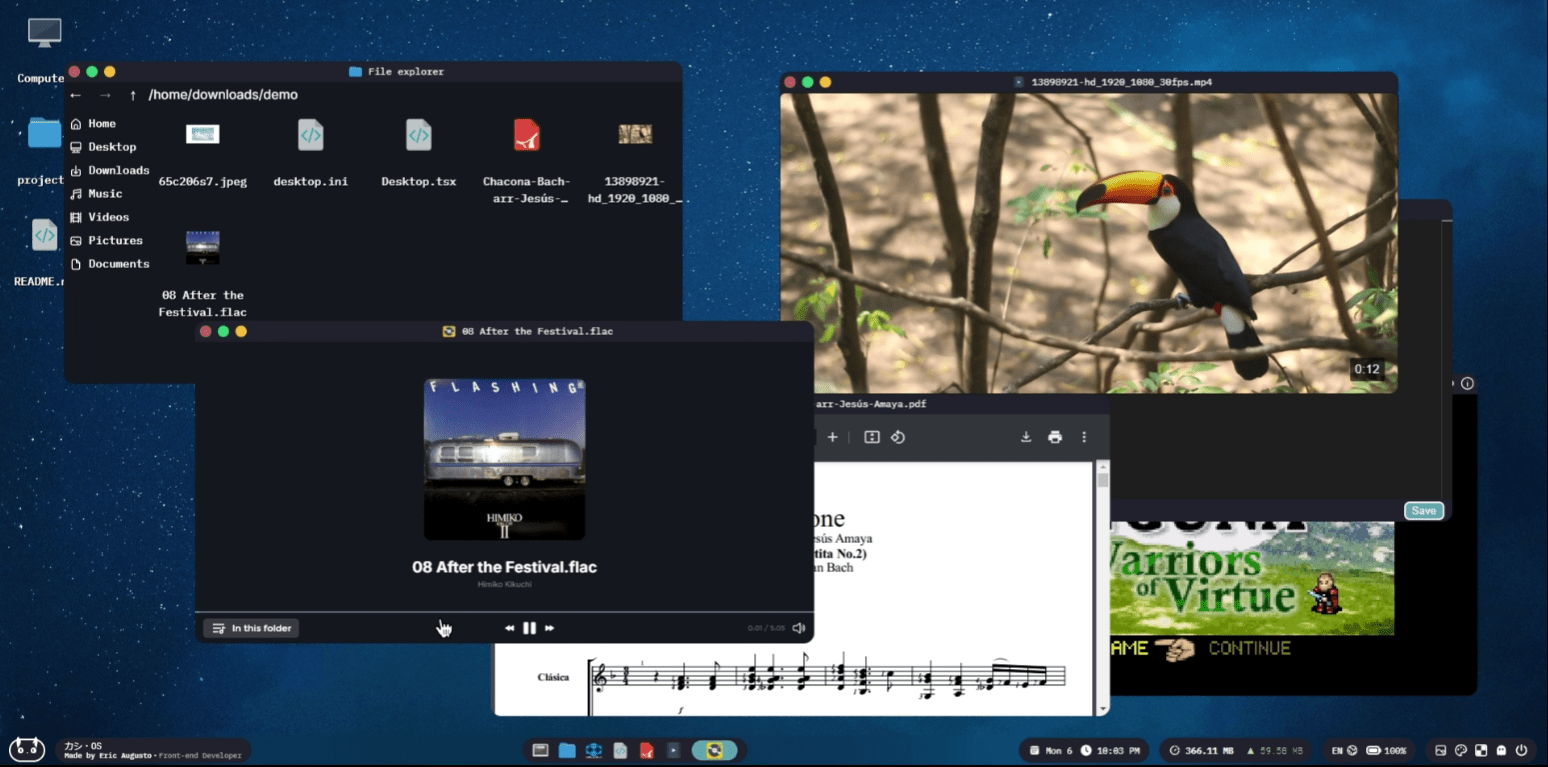 Compute
project
README.
File explorer
/home/downloads/demo
Home
Desktop
Downloads
Music
Videos
Pictures
Documents
65c206s7.jpeg
desktop.ini
Desktop.tsx
Chacona-Bach-
arr-Jesús-…
13898921-
hd_1920_1080_…
08 After the
Festival.flac
08 After the Festival.flac
FLASHING
HIMIKO
II
08 After the Festival.flac
Himiko Kikuchi
In this folder
0:01 / 5:05
13898921-hd_1920_1080_30fps.mp4
0:12
arr-Jesús-Amaya.pdf
one
esús Amaya
tita No.2)
an Bach
Clásica
f
Save
Warriors
of Virtue
AME
CONTINUE
カシ・OS
Made by Eric Augusto · Front-end Developer
Mon 6
10:03 PM
366.11 MB
▲ 59.58 MB
EN
100%